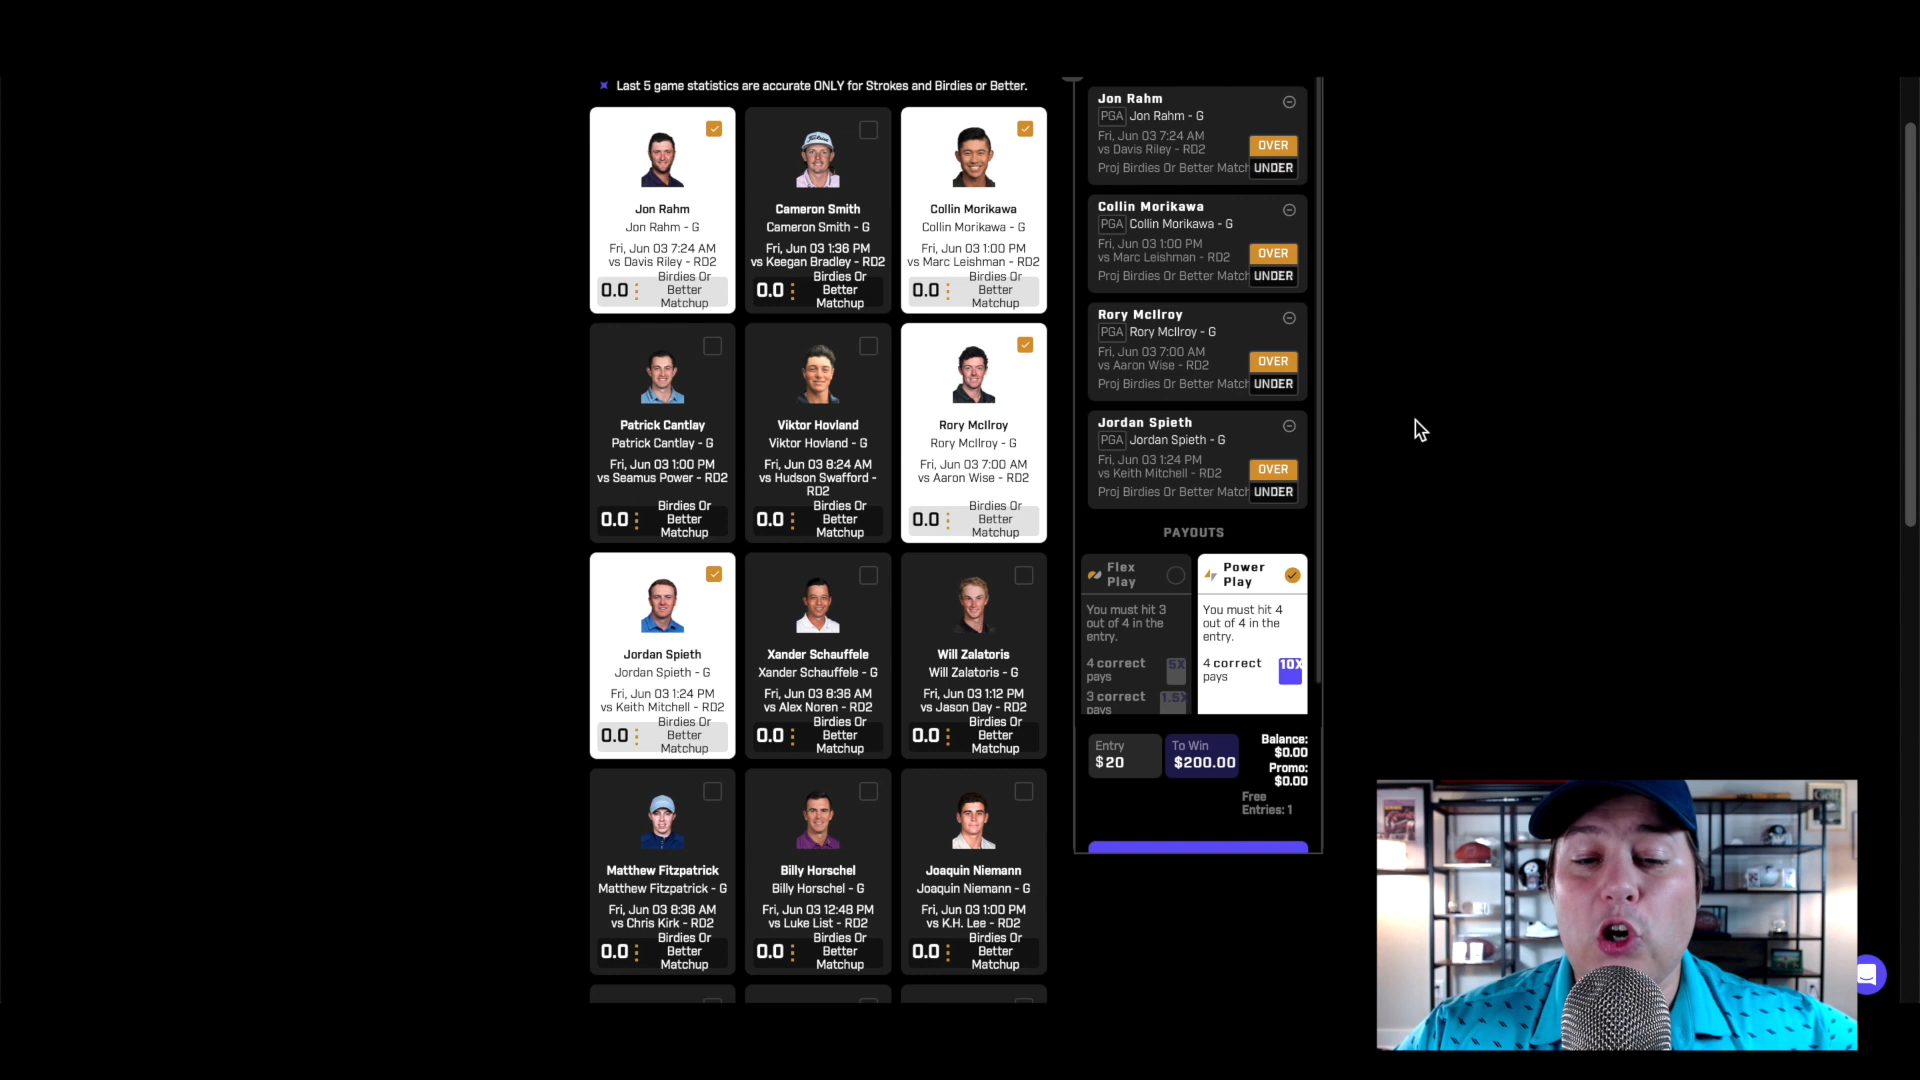 Last 5 game statistics are accurate ONLY for Strokes and Birdies or Better.
Jon Rahm
Jon Rahm - G
Fri, Jun 03 7:24 AM
vs Davis Riley - RD2
0.0
Birdies Or
Better
Matchup
Cameron Smith
Cameron Smith - G
Fri, Jun 03 1:36 PM
vs Keegan Bradley - RD2
0.0
Birdies Or
Better
Matchup
Collin Morikawa
Collin Morikawa - G
Fri, Jun 03 1:00 PM
vs Marc Leishman - RD2
0.0
Birdies Or
Better
Matchup
Patrick Cantlay
Patrick Cantlay - G
Fri, Jun 03 1:00 PM
vs Seamus Power - RD2
0.0
Birdies Or
Better
Matchup
Viktor Hovland
Viktor Hovland - G
Fri, Jun 03 8:24 AM
vs Hudson Swafford -
RD2
0.0
Birdies Or
Better
Matchup
Rory McIlroy
Rory McIlroy - G
Fri, Jun 03 7:00 AM
vs Aaron Wise - RD2
0.0
Birdies Or
Better
Matchup
Jordan Spieth
Jordan Spieth - G
Fri, Jun 03 1:24 PM
vs Keith Mitchell - RD2
0.0
Birdies Or
Better
Matchup
Xander Schauffele
Xander Schauffele - G
Fri, Jun 03 8:36 AM
vs Alex Noren - RD2
0.0
Birdies Or
Better
Matchup
Will Zalatoris
Will Zalatoris - G
Fri, Jun 03 1:12 PM
vs Jason Day - RD2
0.0
Birdies Or
Better
Matchup
Matthew Fitzpatrick
Matthew Fitzpatrick - G
Fri, Jun 03 8:36 AM
vs Chris Kirk - RD2
0.0
Birdies Or
Better
Matchup
Billy Horschel
Billy Horschel - G
Fri, Jun 03 12:48 PM
vs Luke List - RD2
0.0
Birdies Or
Better
Matchup
Joaquin Niemann
Joaquin Niemann - G
Fri, Jun 03 1:00 PM
vs K.H. Lee - RD2
0.0
Birdies Or
Better
Matchup
Jon Rahm
PGA Jon Rahm - G
Fri, Jun 03 7:24 AM
vs Davis Riley - RD2
OVER
Proj Birdies Or Better Match
UNDER
Collin Morikawa
PGA Collin Morikawa - G
Fri, Jun 03 1:00 PM
vs Marc Leishman - RD2
OVER
Proj Birdies Or Better Match
UNDER
Rory McIlroy
PGA Rory McIlroy - G
Fri, Jun 03 7:00 AM
vs Aaron Wise - RD2
OVER
Proj Birdies Or Better Match
UNDER
Jordan Spieth
PGA Jordan Spieth - G
Fri, Jun 03 1:24 PM
vs Keith Mitchell - RD2
OVER
Proj Birdies Or Better Match
UNDER
PAYOUTS
Flex
Play
You must hit 3
out of 4 in the
entry.
4 correct
pays
5X
3 correct
pays
1.5X
Power
Play
You must hit 4
out of 4 in the
entry.
4 correct
pays
10X
Entry
$20
To Win
$200.00
Balance:
$0.00
Promo:
$0.00
Free
Entries: 1